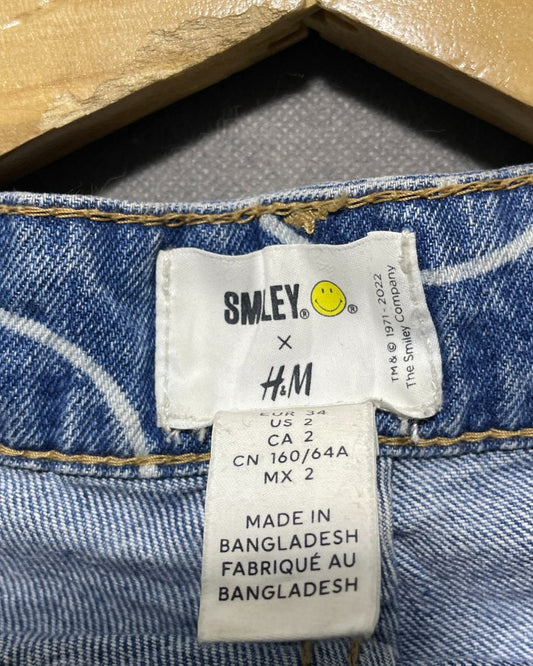 SMILEY®®
×
H&M
TM & © 1971 - 2022
The Smiley Company
EUR 34
US 2
CA 2
CN 160/64A
MX 2
MADE IN
BANGLADESH
FABRIQUÉ AU
BANGLADESH